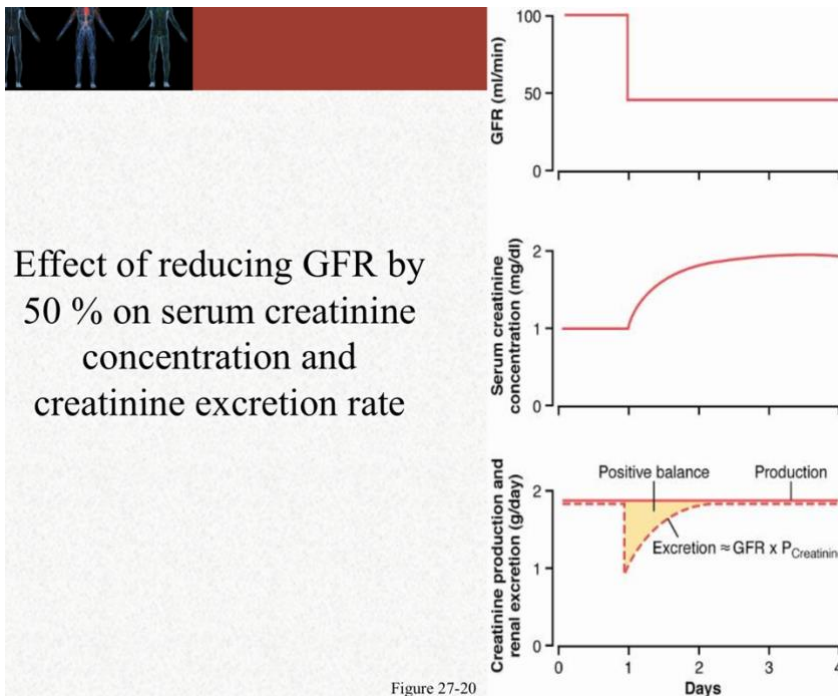 Effect of reducing GFR by
50 % on serum creatinine
concentration and
creatinine excretion rate
Figure 27-20
GFR (ml/min)
100
50
0
Serum creatinine
concentration (mg/dl)
2
1
0
Creatinine production and
renal excretion (g/day)
2
1
0
Positive balance
Production
Excretion ≈ GFR x PCreatinin
0 1 2 3 4
Days